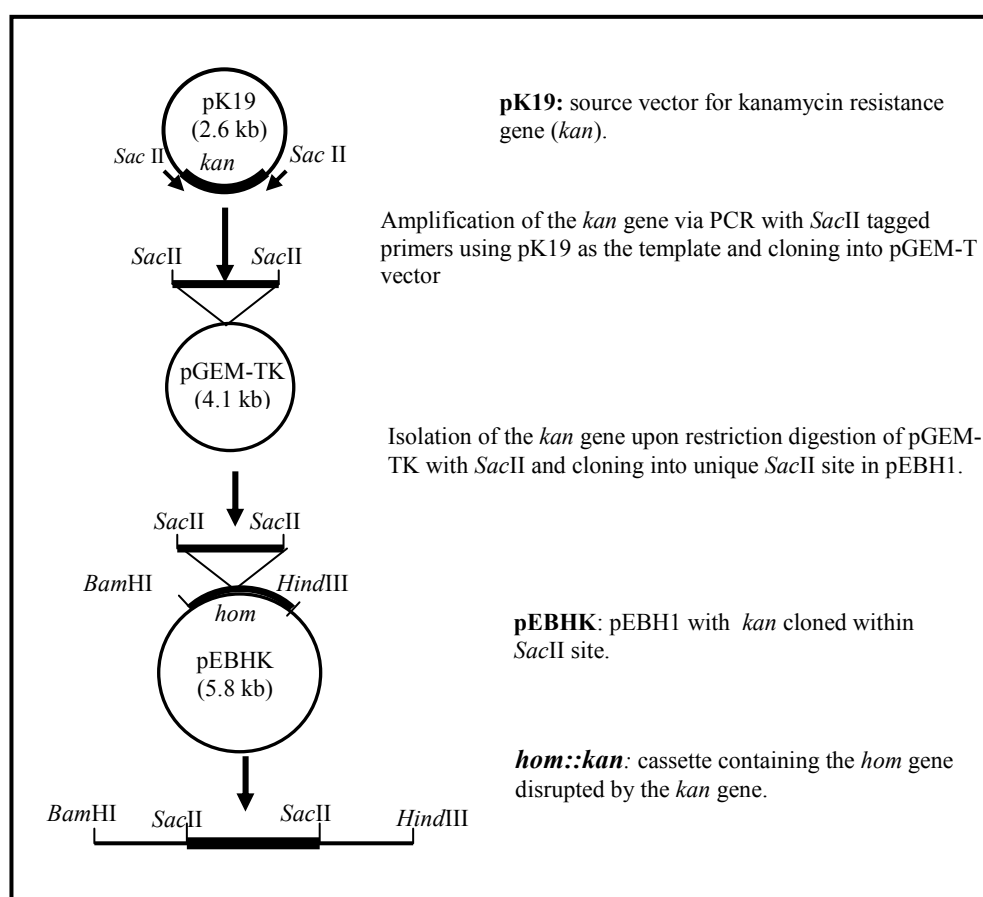 pK19
(2.6 kb)
Sac II
kan
Sac II
pK19: source vector for kanamycin resistance
gene (kan).
Amplification of the kan gene via PCR with SacII tagged
primers using pK19 as the template and cloning into pGEM-T
vector
SacII
SacII
pGEM-TK
(4.1 kb)
Isolation of the kan gene upon restriction digestion of pGEM-
TK with SacII and cloning into unique SacII site in pEBH1.
SacII
SacII
BamHI
HindIII
hom
pEBHK
(5.8 kb)
pEBHK: pEBH1 with kan cloned within
SacII site.
hom::kan: cassette containing the hom gene
disrupted by the kan gene.
BamHI
SacII
SacII
HindIII